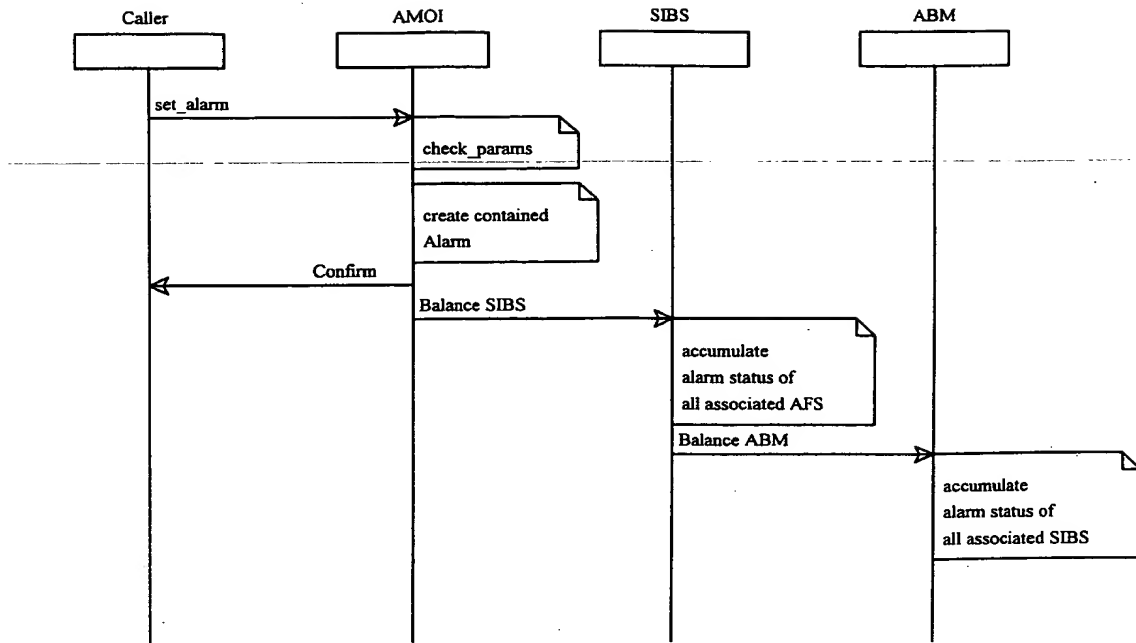 Caller
AMOI
SIBS
ABM
set_alarm
check_params
create contained
Alarm
Confirm
Balance SIBS
accumulate
alarm status of
all associated AFS
Balance ABM
accumulate
alarm status of
all associated SIBS